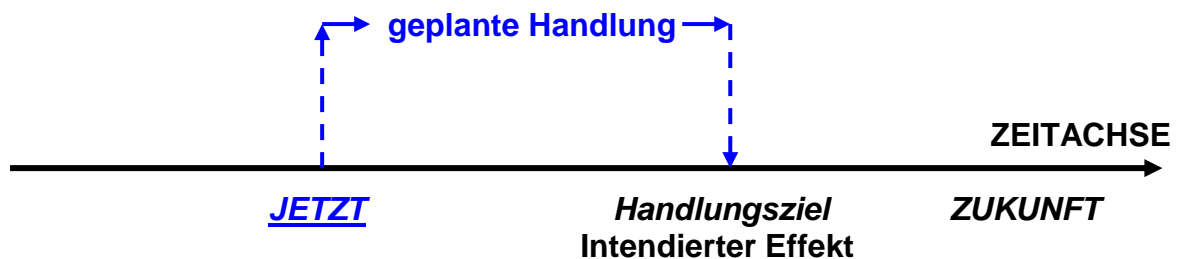 geplante Handlung
ZEITACHSE
JETZT
Handlungsziel
ZUKUNFT
Intendierter Effekt